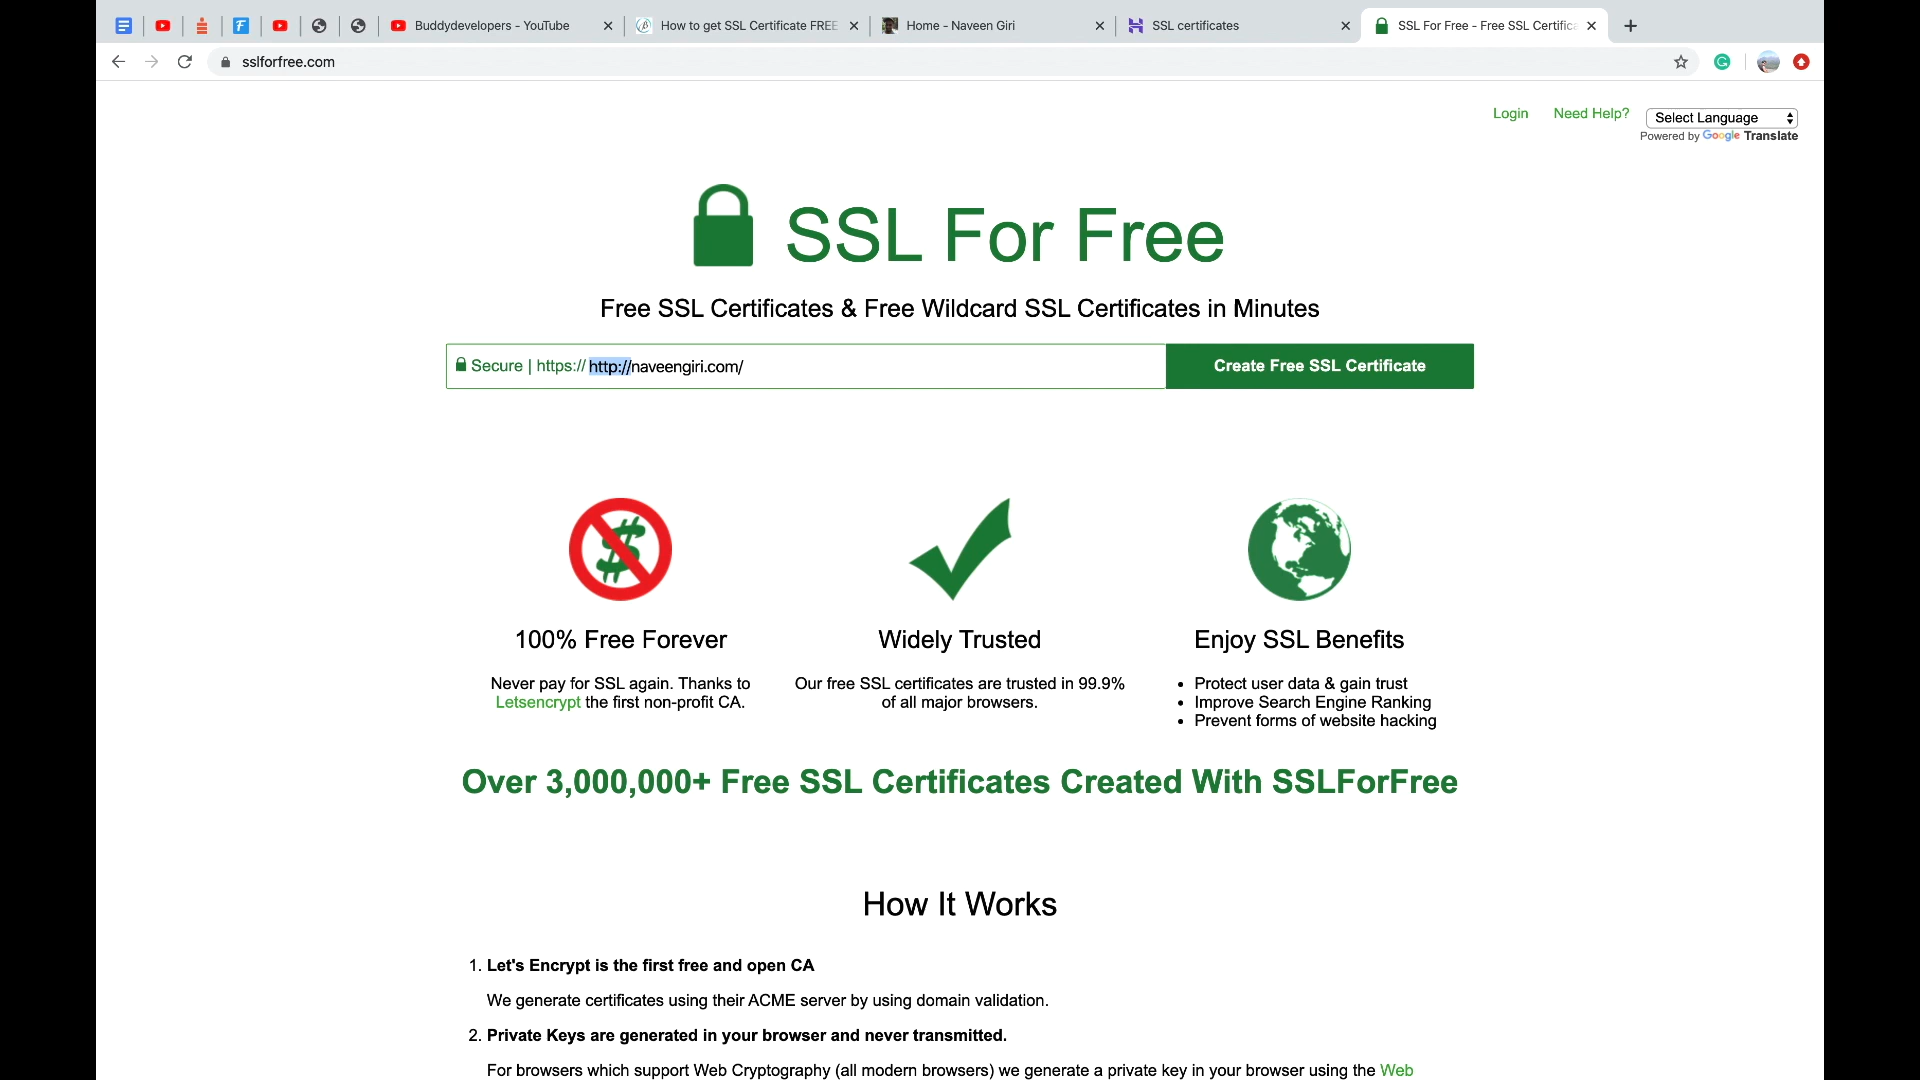 Buddydevelopers - YouTube
How to get SSL Certificate FREE
Home - Naveen Giri
SSL certificates
SSL For Free - Free SSL Certific
sslforfree.com
Login
Need Help?
Select Language
Powered by Google Translate
SSL For Free
Free SSL Certificates & Free Wildcard SSL Certificates in Minutes
Secure | https:// http://naveengiri.com/
Create Free SSL Certificate
100% Free Forever
Never pay for SSL again. Thanks to
Letsencrypt the first non-profit CA.
Widely Trusted
Our free SSL certificates are trusted in 99.9%
of all major browsers.
Enjoy SSL Benefits
• Protect user data & gain trust
• Improve Search Engine Ranking
• Prevent forms of website hacking
Over 3,000,000+ Free SSL Certificates Created With SSLForFree
How It Works
1. Let's Encrypt is the first free and open CA
We generate certificates using their ACME server by using domain validation.
2. Private Keys are generated in your browser and never transmitted.
For browsers which support Web Cryptography (all modern browsers) we generate a private key in your browser using the Web